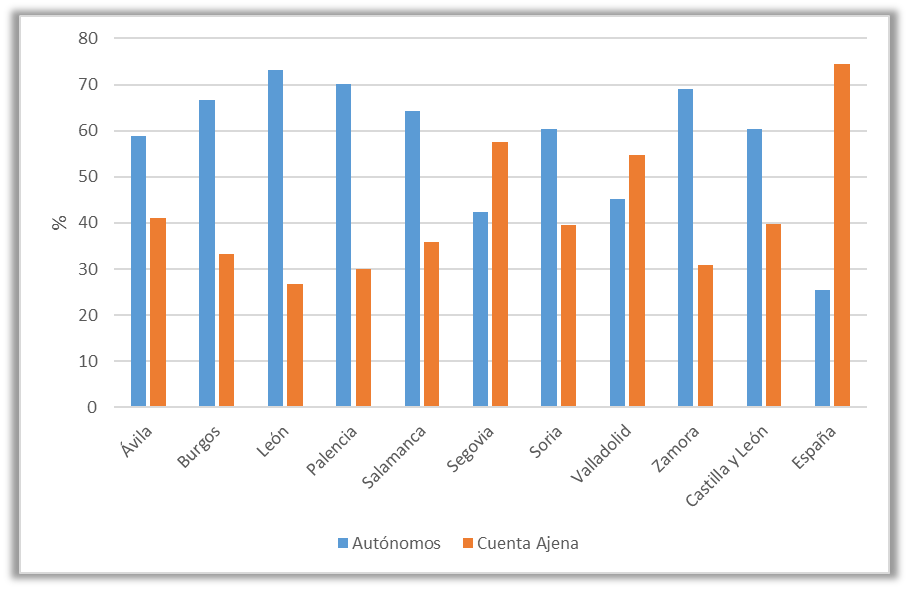 80
70
60
50
40
30
20
10
0
%
Ávila
Burgos
León
Palencia
Salamanca
Segovia
Soria
Valladolid
Zamora
Castilla y León
España
Autónomos Cuenta Ajena